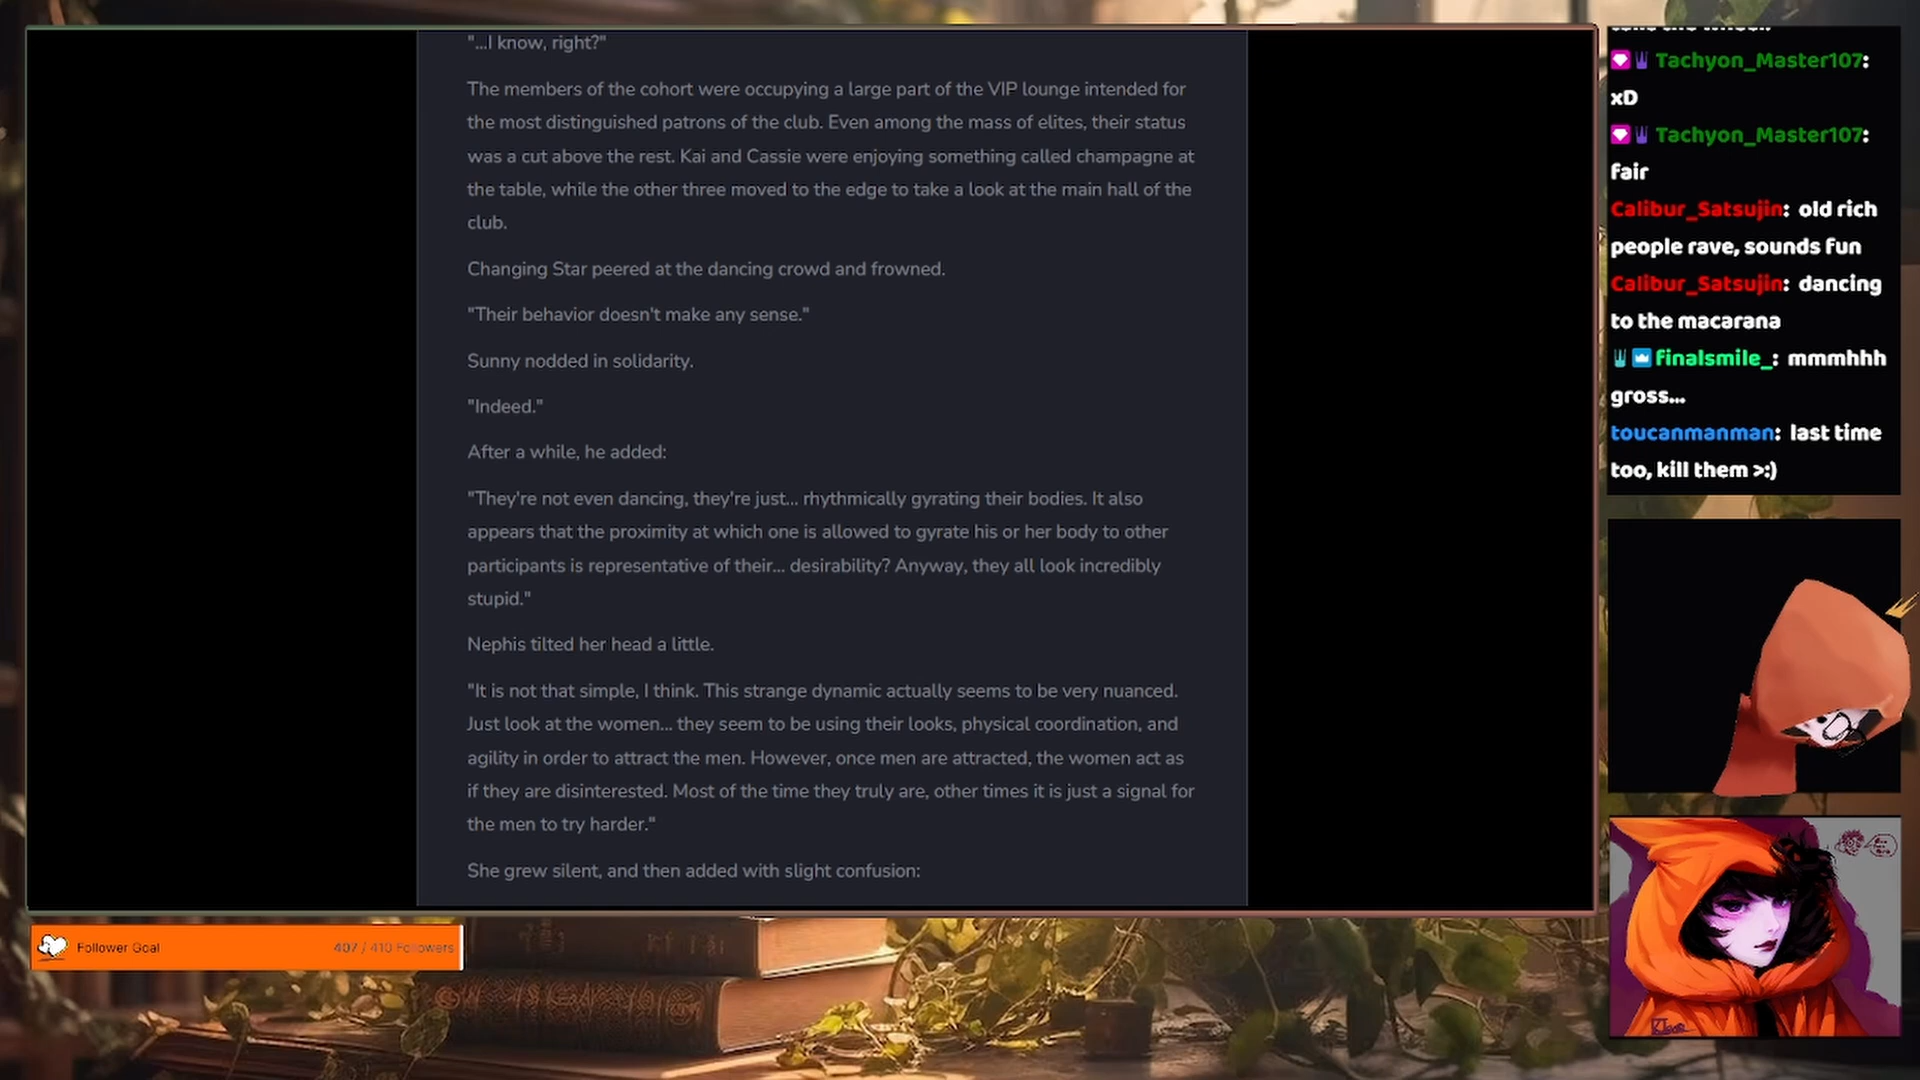 "...I know, right?"
The members of the cohort were occupying a large part of the VIP lounge intended for
the most distinguished patrons of the club. Even among the mass of elites, their status
was a cut above the rest. Kai and Cassie were enjoying something called champagne at
the table, while the other three moved to the edge to take a look at the main hall of the
club.
Changing Star peered at the dancing crowd and frowned.
"Their behavior doesn't make any sense."
Sunny nodded in solidarity.
"Indeed."
After a while, he added:
"They're not even dancing, they're just... rhythmically gyrating their bodies. It also
appears that the proximity at which one is allowed to gyrate his or her body to other
participants is representative of their... desirability? Anyway, they all look incredibly
stupid."
Nephis tilted her head a little.
"It is not that simple, I think. This strange dynamic actually seems to be very nuanced.
Just look at the women... they seem to be using their looks, physical coordination, and
agility in order to attract the men. However, once men are attracted, the women act as
if they are disinterested. Most of the time they truly are, other times it is just a signal for
the men to try harder."
She grew silent, and then added with slight confusion:
Tachyon_Master107:
xD
Tachyon_Master107:
fair
Calibur_Satsujin: old rich
people rave, sounds fun
Calibur_Satsujin: dancing
to the macarana
finalsmile_: mmmhhh
gross...
toucanmanman: last time
too, kill them >:)
Follower Goal
407 / 410 Followers